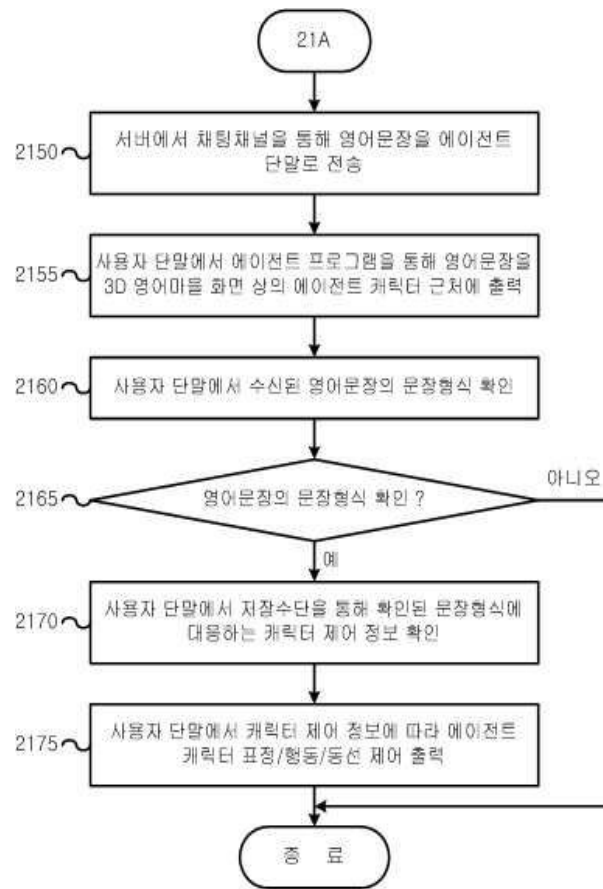 21A
2150
서버에서 채팅채널을 통해 영어문장을 에이전트
단말로 전송
2155
사용자 단말에서 에이전트 프로그램을 통해 영어문장을
3D 영어마을 화면 상의 에이전트 캐릭터 근처에 출력
2160
사용자 단말에서 수신된 영어문장의 문장형식 확인
2165
영어문장의 문장형식 확인 ?
아니오
예
2170
사용자 단말에서 저장수단을 통해 확인된 문장형식에
대응하는 캐릭터 제어 정보 확인
2175
사용자 단말에서 캐릭터 제어 정보에 따라 에이전트
캐릭터 표정/행동/동선 제어 출력
종 료